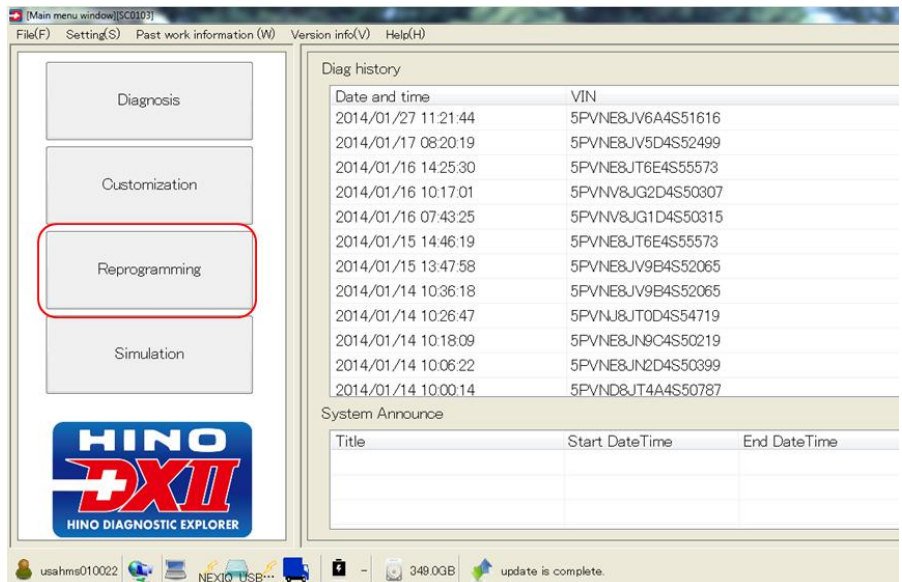 [Main menu window][SC0103]
File(F) Setting(S) Past work information (W) Version info(V) Help(H)
Diagnosis
Customization
Reprogramming
Simulation
HINO
DXII
HINO DIAGNOSTIC EXPLORER
Diag history
Date and time VIN
2014/01/27 11:21:44 5PVNE8JV6A4S51616
2014/01/17 08:20:19 5PVNE8JV5D4S52499
2014/01/16 14:25:30 5PVNE8JT6E4S55573
2014/01/16 10:17:01 5PVNV8JG2D4S50307
2014/01/16 07:43:25 5PVNV8JG1D4S50315
2014/01/15 14:46:19 5PVNE8JT6E4S55573
2014/01/15 13:47:58 5PVNE8JV9B4S52065
2014/01/14 10:36:18 5PVNE8JV9B4S52065
2014/01/14 10:26:47 5PVNJ8JT0D4S54719
2014/01/14 10:18:09 5PVNE8JN9C4S50219
2014/01/14 10:06:22 5PVNE8JN2D4S50399
2014/01/14 10:00:14 5PVND8JT4A4S50787
System Announce
Title Start DateTime End DateTime
usahms010022 NEXIQ USB... - 349.0GB update is complete.